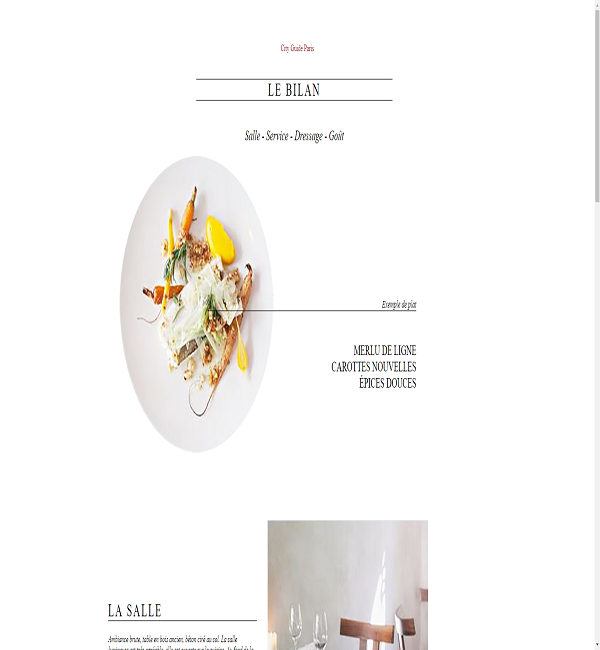 City Guide Paris
LE BILAN
Salle - Service - Dressage - Goût
Exemple de plat
MERLU DE LIGNE
CAROTTES NOUVELLES
ÉPICES DOUCES
LA SALLE
Ambiance brute, table en bois ancien, béton ciré au sol. La salle